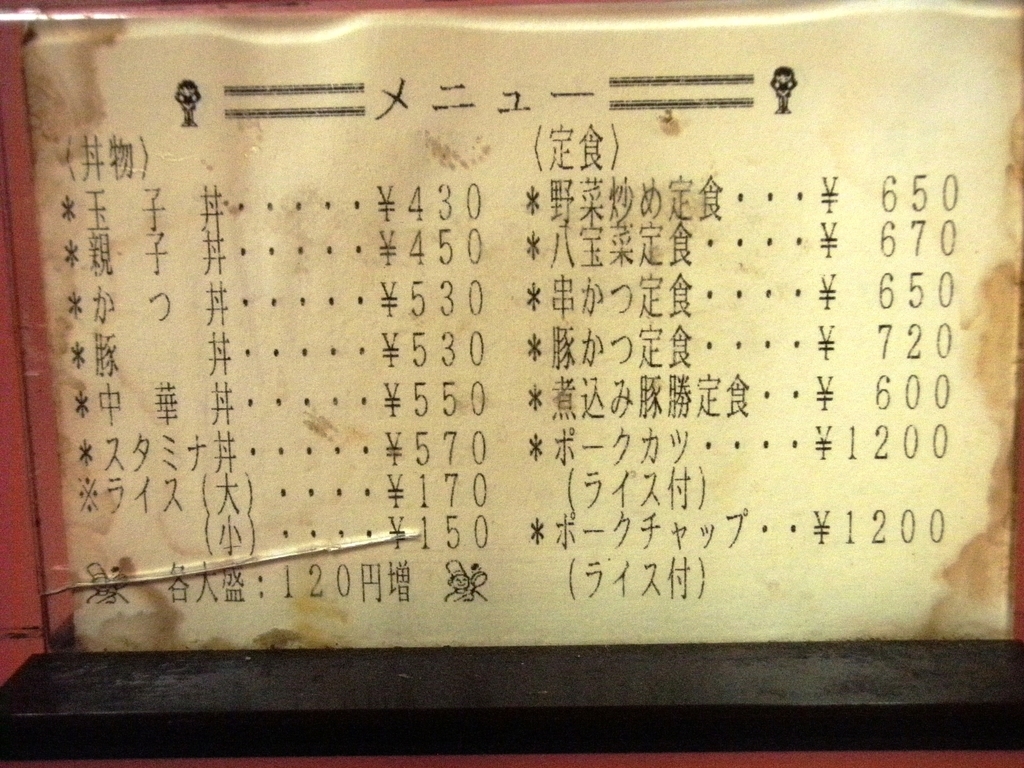 メニュー
(丼物)
*玉子丼・・・・・¥430
*親子丼・・・・・¥450
*かつ丼・・・・・¥530
*豚丼・・・・・¥530
*中華丼・・・・・¥550
*スタミナ丼・・・・・¥570
※ライス(大)・・・・・¥170
(小)・・・・・¥150
各大盛:120円増
(定食)
*野菜炒め定食・・・¥650
*八宝菜定食・・・・¥670
*串かつ定食・・・・¥650
*豚かつ定食・・・・¥720
*煮込み豚勝定食・・¥600
*ポークカツ・・・・¥1200
(ライス付)
*ポークチャップ・・¥1200
(ライス付)